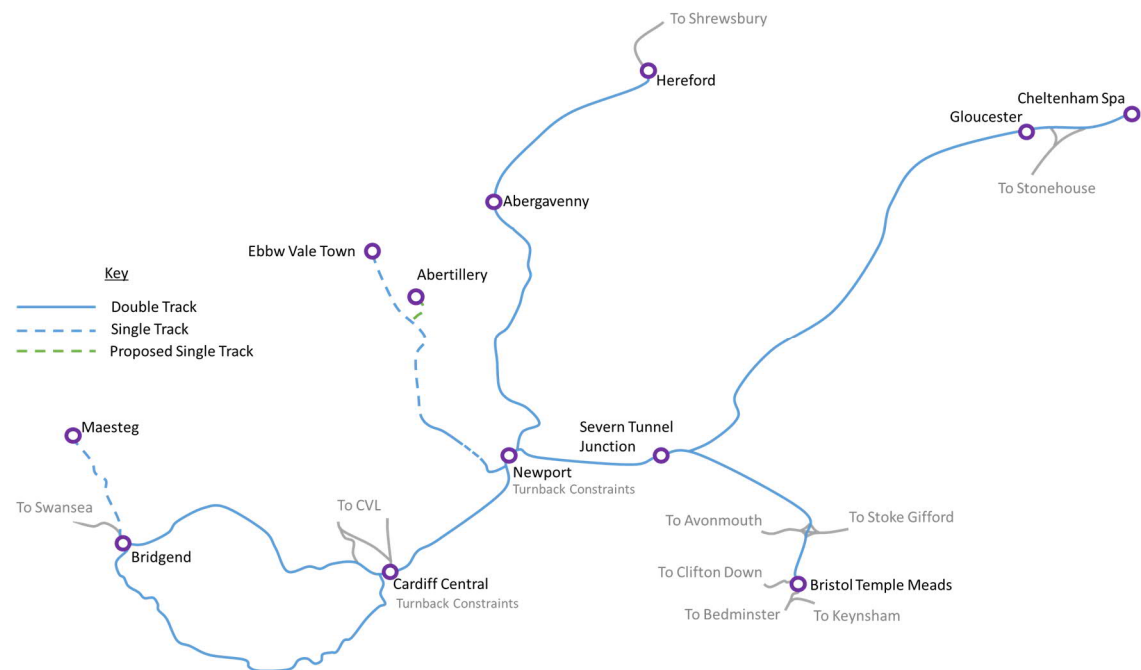 To Shrewsbury
Hereford
Cheltenham Spa
Gloucester
To Stonehouse
Abergavenny
Ebbw Vale Town
Abertillery
Key
Double Track
Single Track
Proposed Single Track
Maesteg
Severn Tunnel
Junction
Newport
Turnback Constraints
To Swansea
To CVL
To Avonmouth
To Stoke Gifford
Bridgend
Cardiff Central
Turnback Constraints
To Clifton Down
Bristol Temple Meads
To Bedminster
To Keynsham